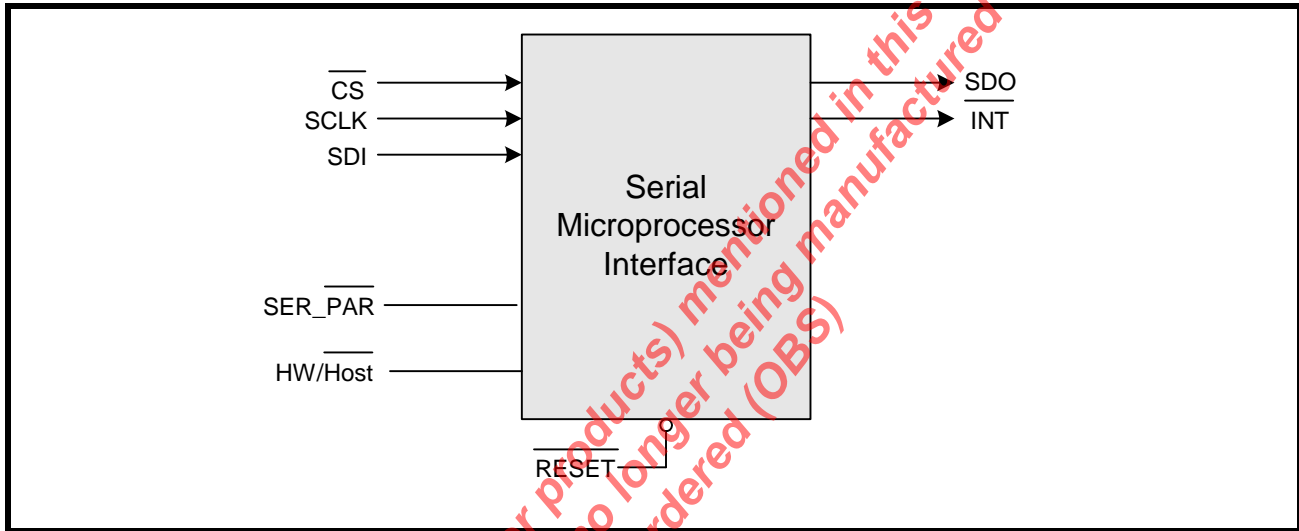 CS
SCLK
SDI
SER_PAR
HW/Host
RESET
Serial
Microprocessor
Interface
SDO
INT
r products) mentioned in this
o longer being manufactured
rdered (OBS)